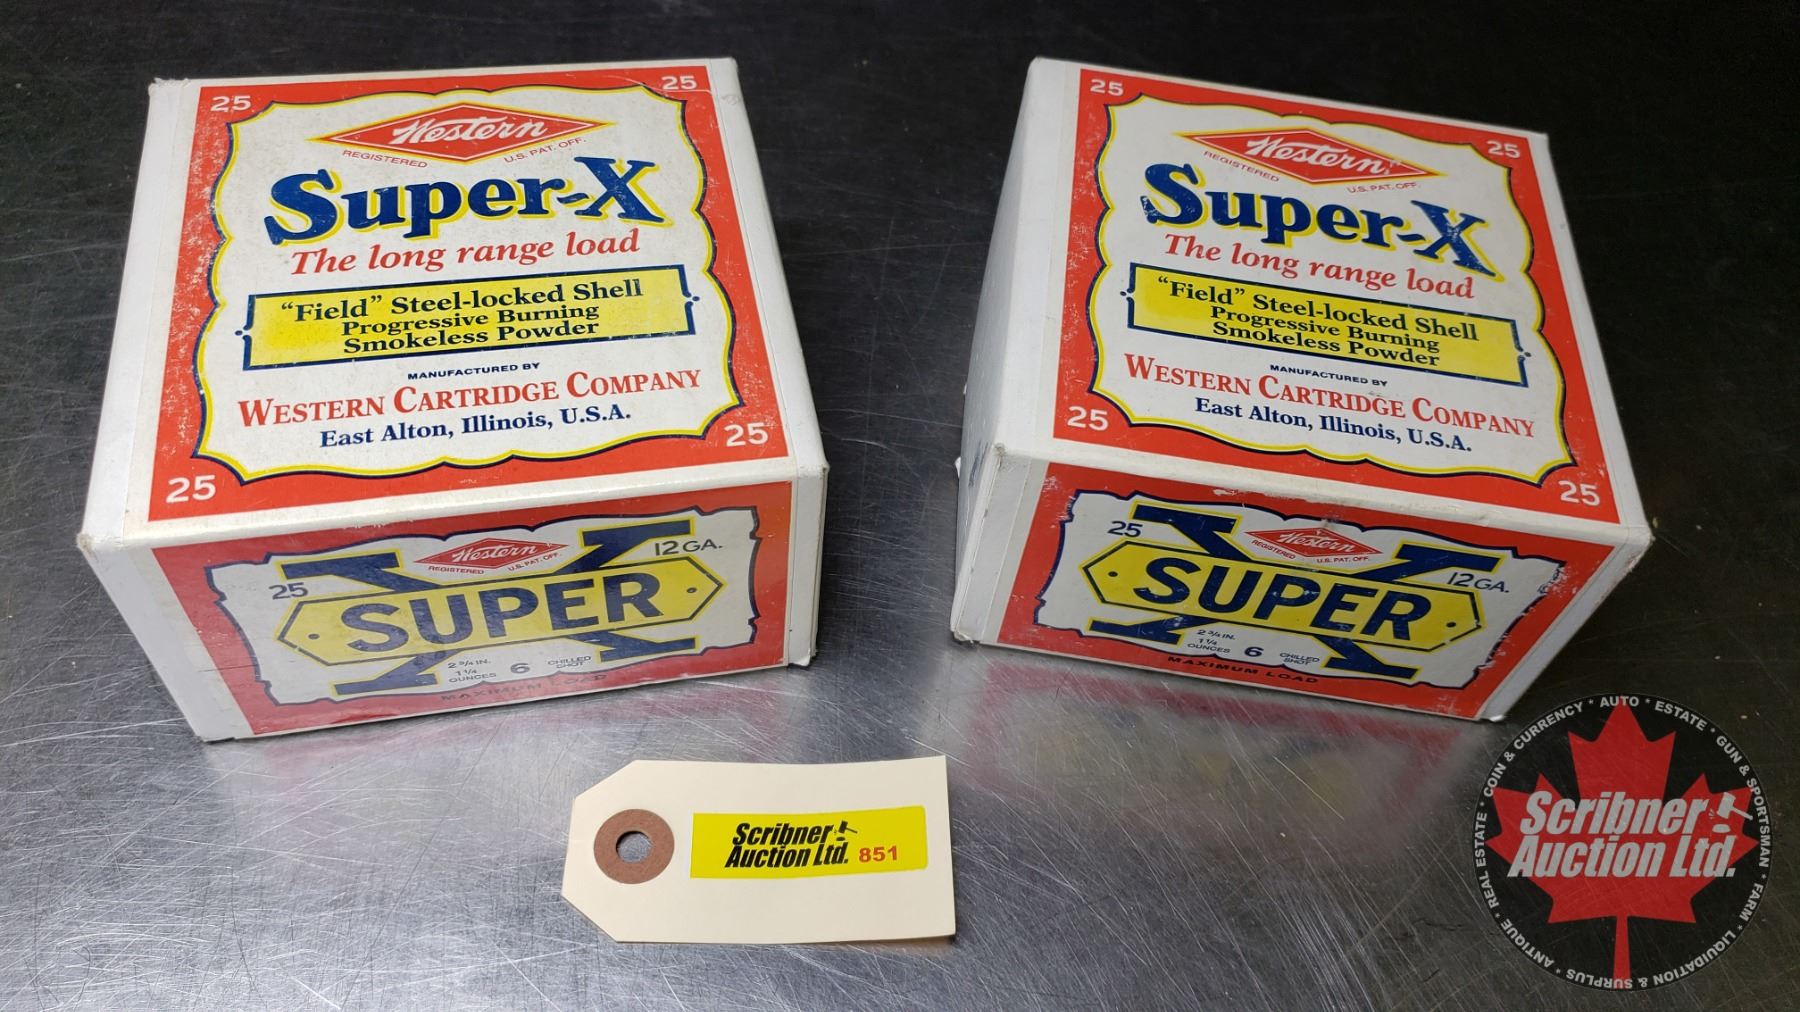 25
25
Western
REGISTERED
U.S. PAT. OFF.
Super-X
The long range load
"Field" Steel-locked Shell
Progressive Burning
Smokeless Powder
MANUFACTURED BY
WESTERN CARTRIDGE COMPANY
East Alton, Illinois, U.S.A.
25
25
Western
REGISTERED
U.S. PAT. OFF.
25
12 GA.
X
SUPER
2 3/4 IN.
1 1/4
OUNCES
6
CHILLED
SHOT
MAXIMUM LOAD
25
25
Western
REGISTERED
U.S. PAT. OFF.
Super-X
The long range load
"Field" Steel-locked Shell
Progressive Burning
Smokeless Powder
MANUFACTURED BY
WESTERN CARTRIDGE COMPANY
East Alton, Illinois, U.S.A.
25
25
Western
REGISTERED
U.S. PAT. OFF.
25
12 GA.
X
SUPER
2 3/4 IN.
1 1/4
OUNCES
6
CHILLED
SHOT
MAXIMUM LOAD
Scribner
Auction Ltd. 851
COIN & CURRENCY * AUTO * ESTATE * GUN & SPORTSMAN * FARM * LIQUIDATION & SURPLUS * ANTIQUE * REAL ESTATE *
Scribner
Auction Ltd.